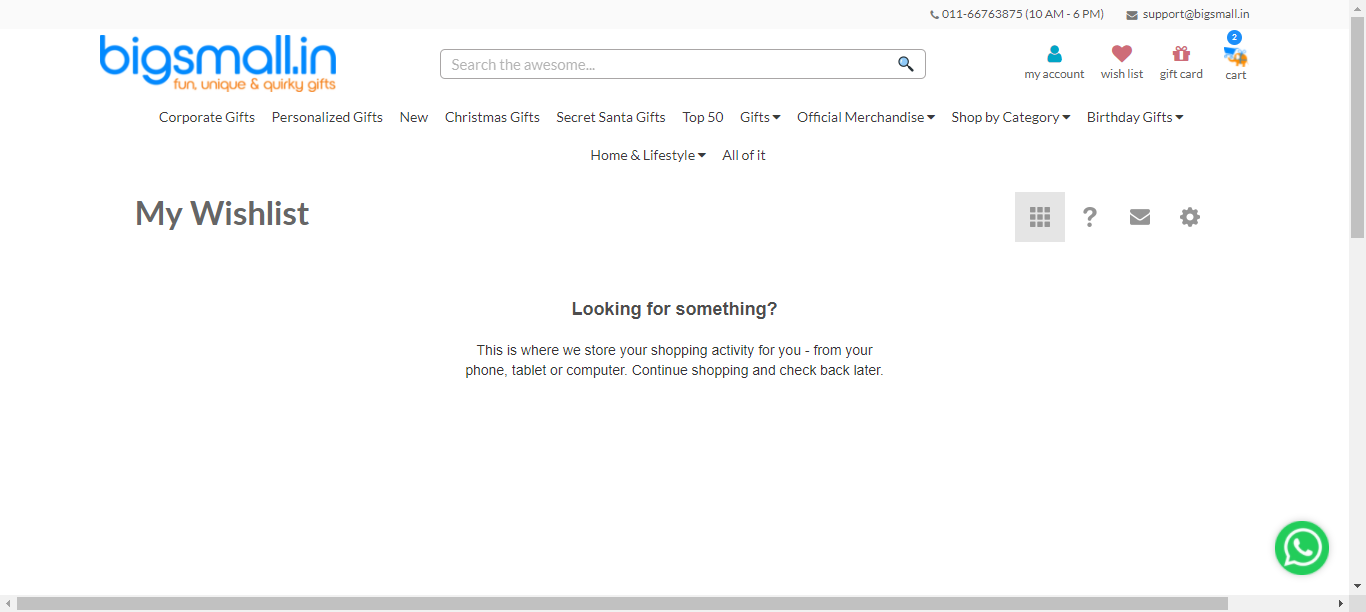 011-66763875 (10 AM - 6 PM) support@bigsmall.in
bigsmall.in
fun, unique & quirky gifts
Search the awesome...
my account wish list gift card 2 cart
Corporate Gifts Personalized Gifts New Christmas Gifts Secret Santa Gifts Top 50 Gifts Official Merchandise Shop by Category Birthday Gifts
Home & Lifestyle All of it
My Wishlist
Looking for something?
This is where we store your shopping activity for you - from your
phone, tablet or computer. Continue shopping and check back later.